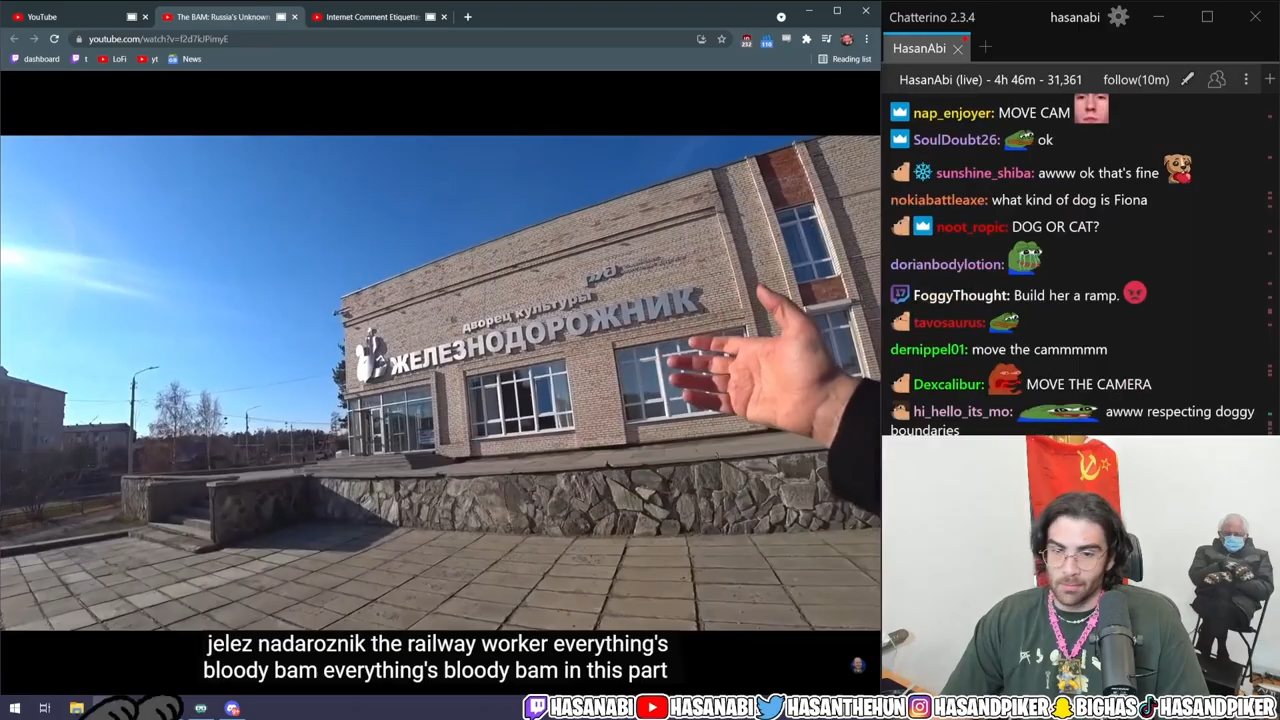 YouTube
The BAM: Russia's Unknown
Internet Comment Etiquette
youtube.com/watch?v=f2d7kJPimyE
dashboard
t
LoFi
yt
News
Reading list
дворец культуры
ЖЕЛЕЗНОДОРОЖНИК
jelez nadaroznik the railway worker everything's
bloody bam everything's bloody bam in this part
Chatterino 2.3.4
hasanabi
HasanAbi
HasanAbi (live) - 4h 46m - 31,361
follow(10m)
nap_enjoyer: MOVE CAM
SoulDoubt26: ok
sunshine_shiba: awww ok that's fine
nokiabattleaxe: what kind of dog is Fiona
noot_ropic: DOG OR CAT?
dorianbodylotion:
FoggyThought: Build her a ramp.
tavosaurus:
dernippel01: move the cammmmm
Dexcalibur: MOVE THE CAMERA
hi_hello_its_mo: awww respecting doggy
boundaries
HASANABI HASANABI HASANTHEHUN HASANDPIKER BIGHAS HASANDPIKER